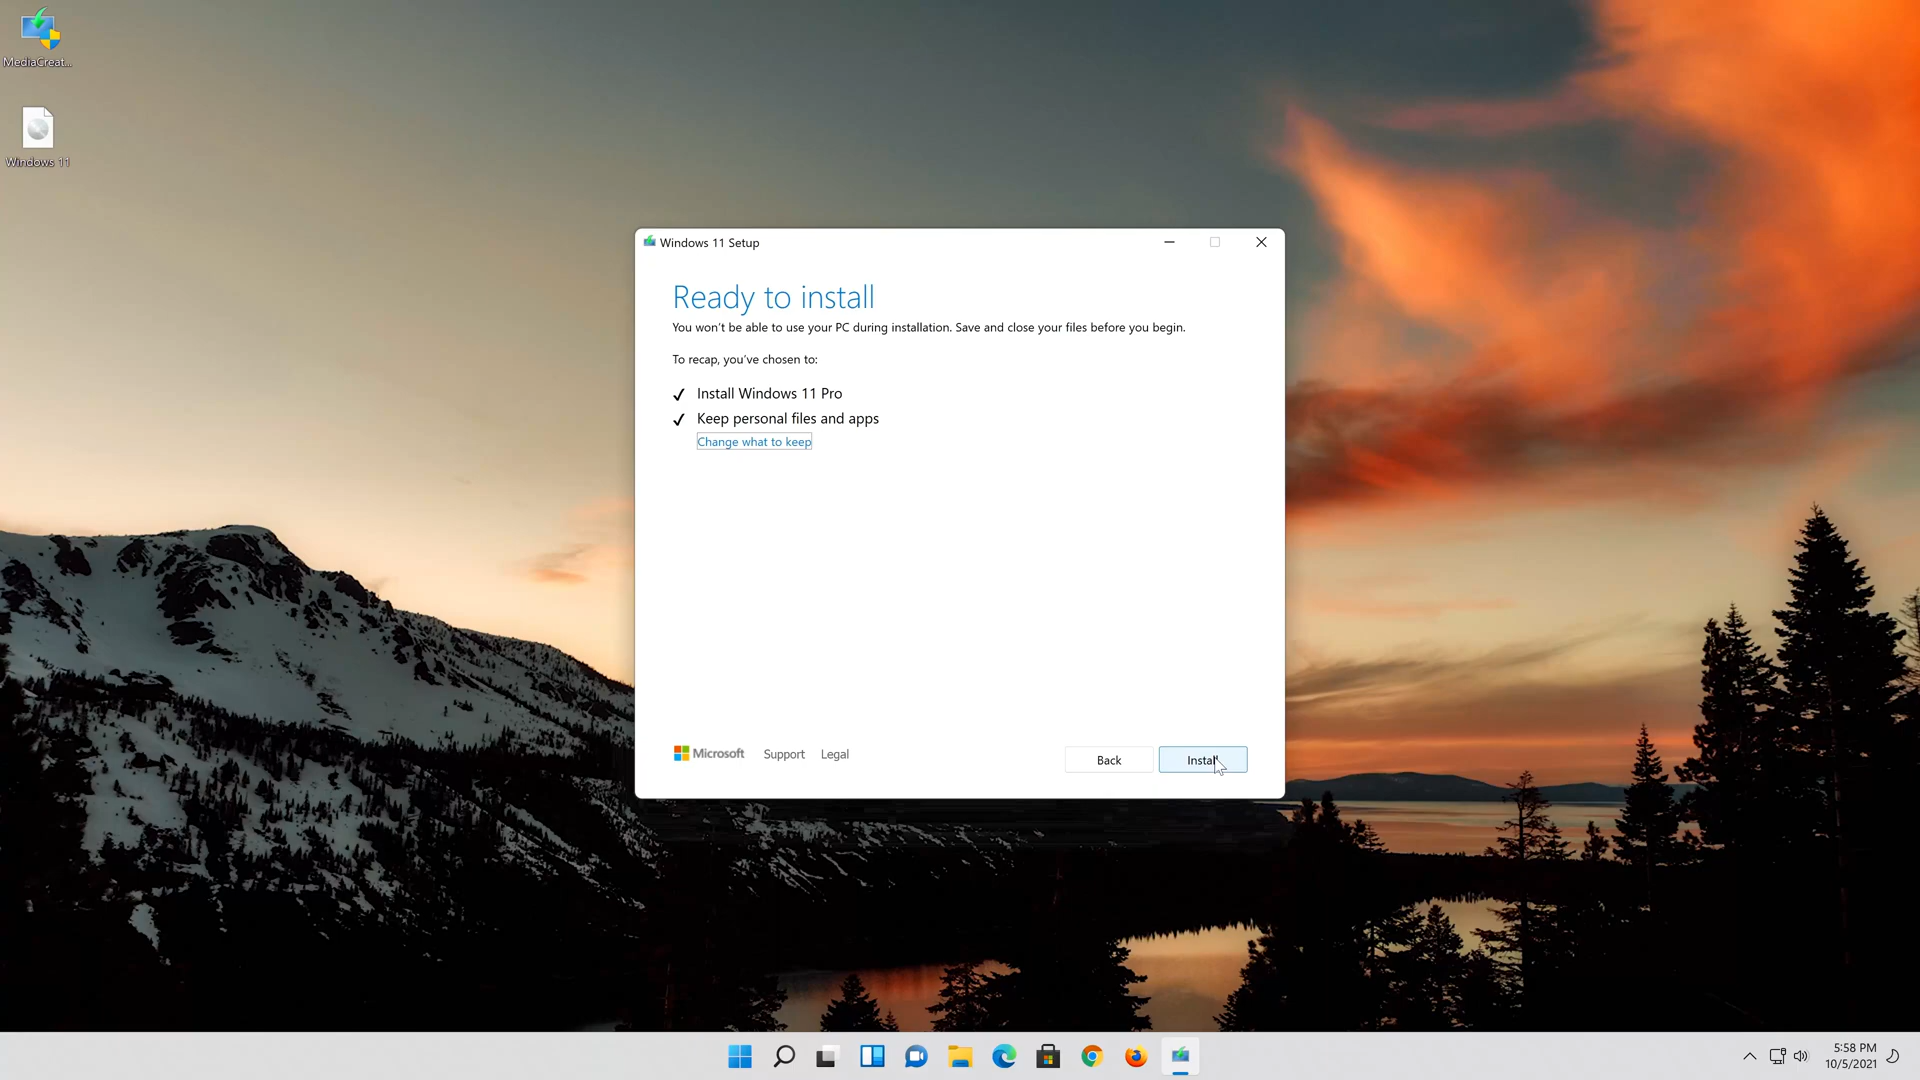 MediaCreat...
Windows 11
Windows 11 Setup
Ready to install
You won't be able to use your PC during installation. Save and close your files before you begin.
To recap, you've chosen to:
Install Windows 11 Pro
Keep personal files and apps
Change what to keep
Microsoft Support Legal
Back Install
5:58 PM
10/5/2021